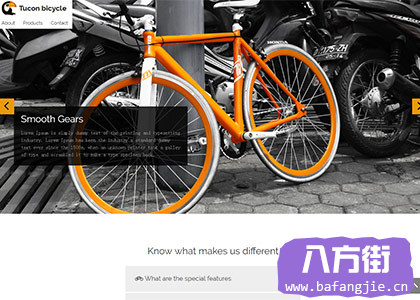 Tucon bicycle
About Products Contact
Smooth Gears
Lorem Ipsum is simply dummy text of the printing and typesetting
industry. Lorem Ipsum has been the industry's standard dummy
text ever since the 1500s, when an unknown printer took a galley
of type and scrambled it to make a type specimen book.
Know what makes us different
What are the special features
八方街
www.bafangjie.cn